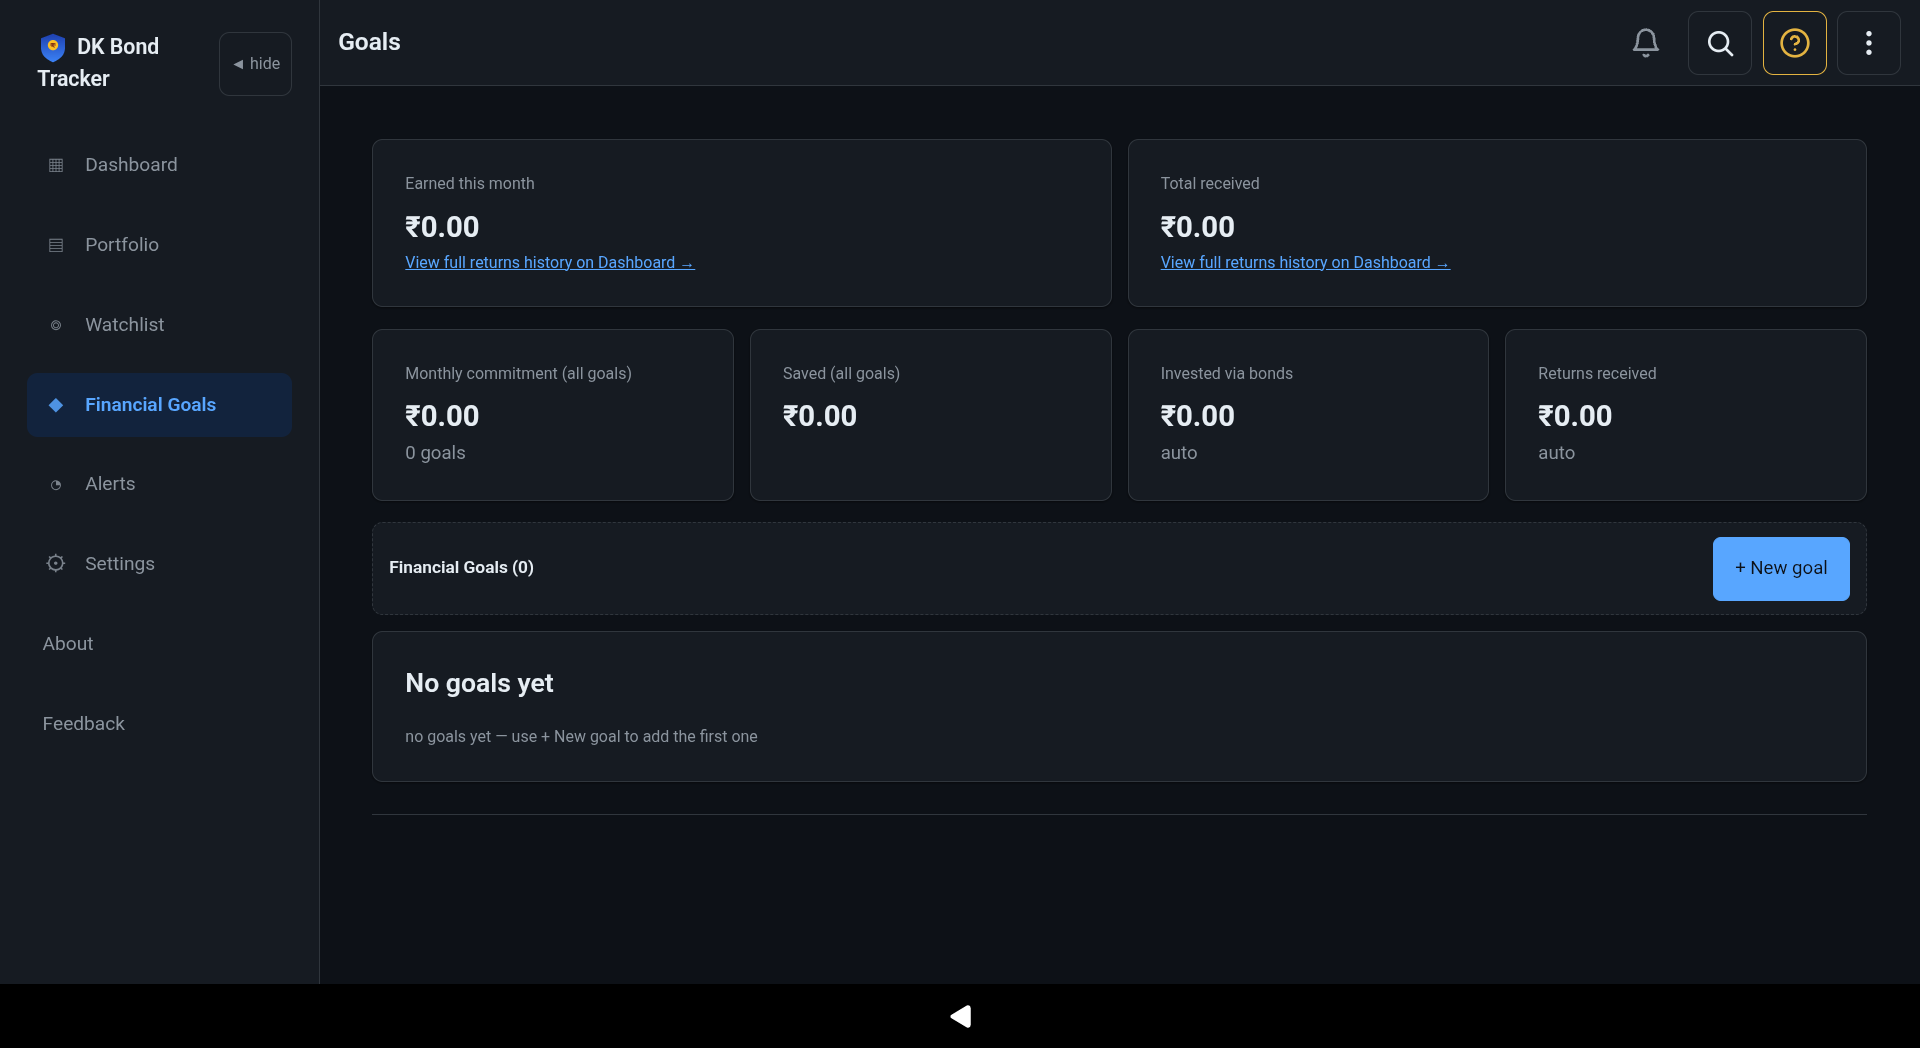 DK Bond
Tracker
◄ hide
Dashboard
Portfolio
Watchlist
Financial Goals
Alerts
Settings
About
Feedback
Goals
Earned this month
₹0.00
View full returns history on Dashboard →
Total received
₹0.00
View full returns history on Dashboard →
Monthly commitment (all goals)
₹0.00
0 goals
Saved (all goals)
₹0.00
Invested via bonds
₹0.00
auto
Returns received
₹0.00
auto
Financial Goals (0)
+ New goal
No goals yet
no goals yet — use + New goal to add the first one